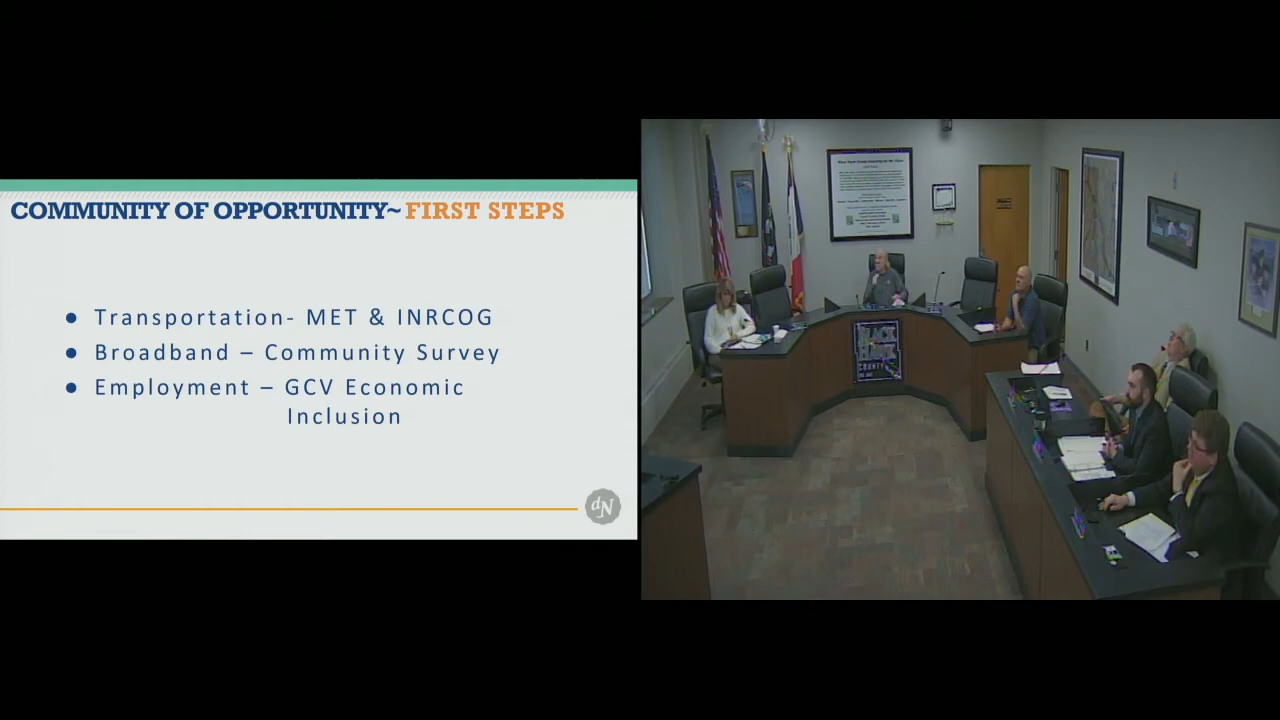 COMMUNITY OF OPPORTUNITY~ FIRST STEPS
● Transportation- MET & INRCOG
● Broadband – Community Survey
● Employment – GCV Economic
Inclusion
dN
BLACK
HAWK
COUNTY